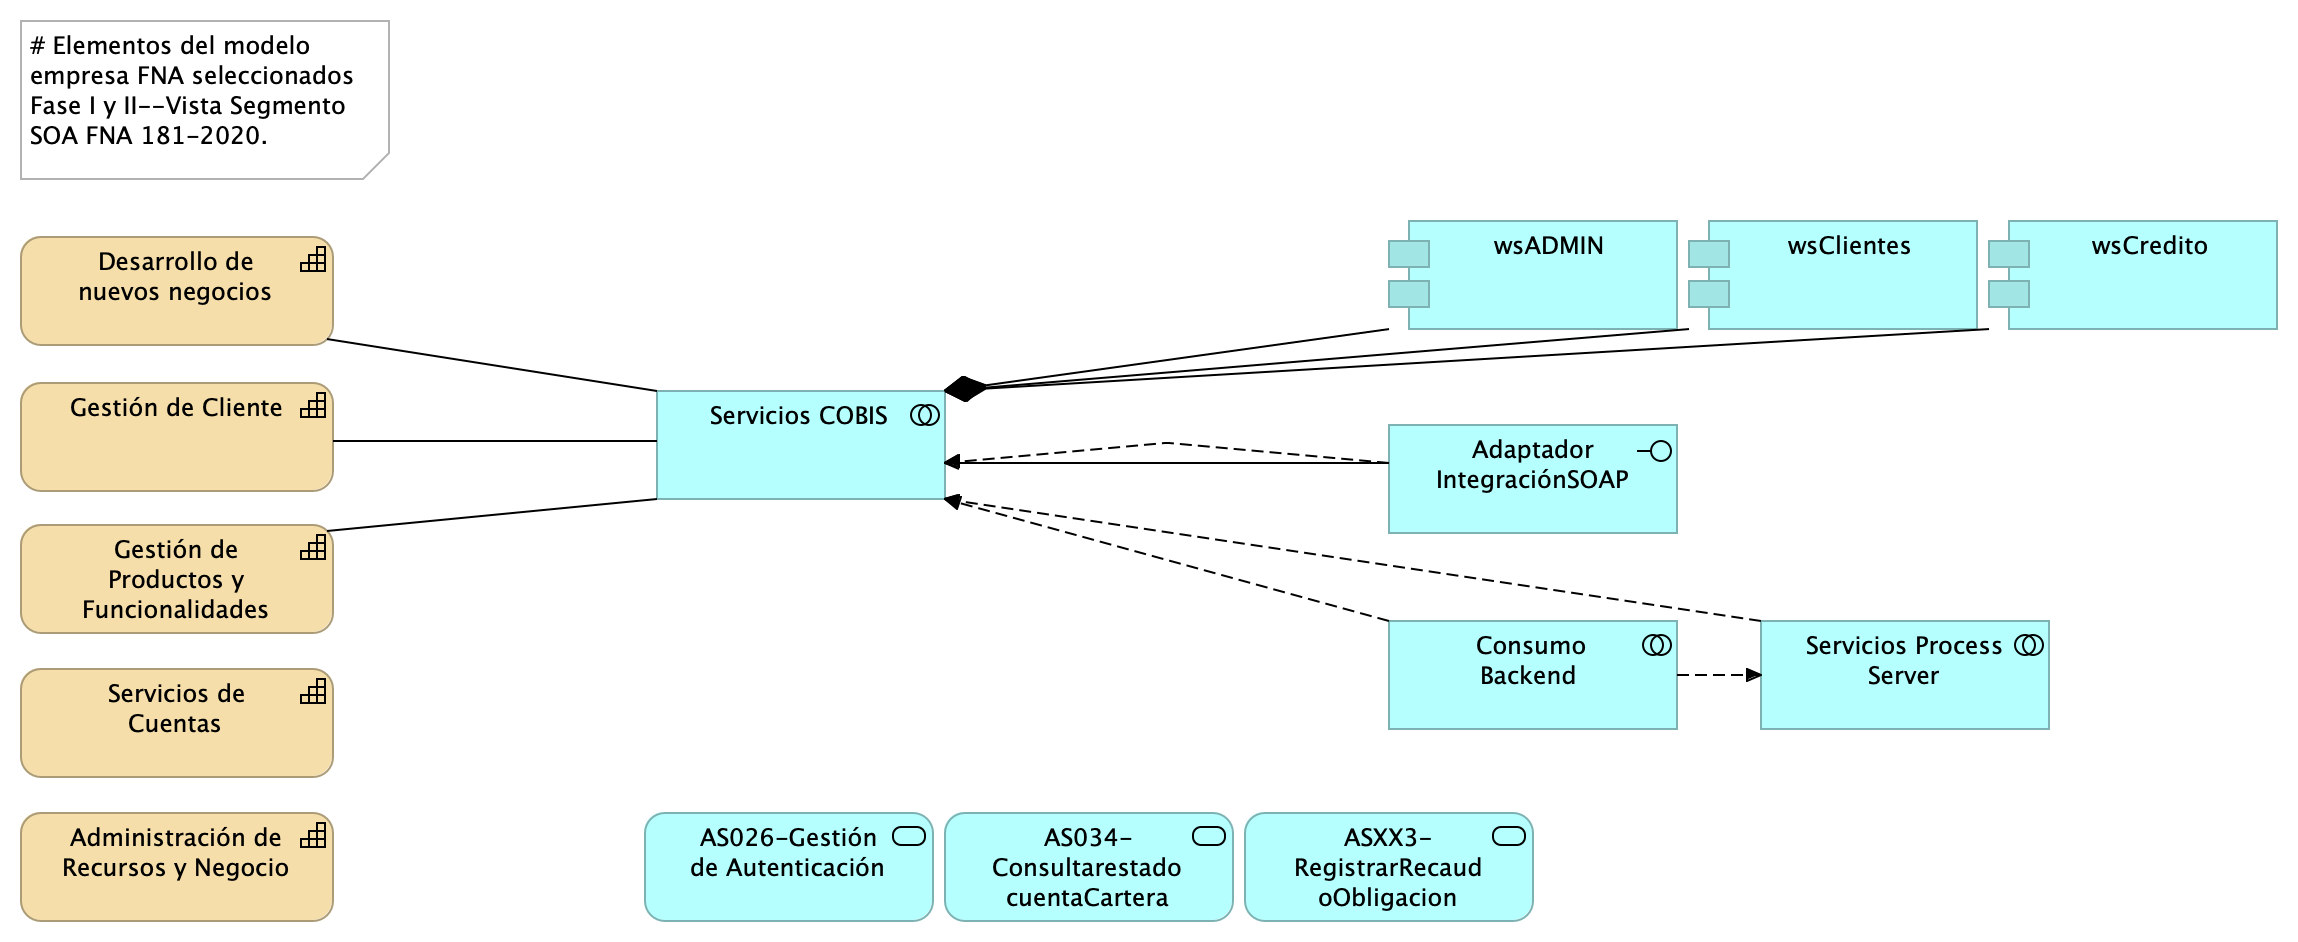 # Elementos del modelo
empresa FNA seleccionados
Fase I y II--Vista Segmento
SOA FNA 181-2020.
wsADMIN
wsClientes
wsCredito
Desarrollo de
nuevos negocios
Gestión de Cliente
Servicios COBIS
Adaptador
IntegraciónSOAP
Gestión de
Productos y
Funcionalidades
Consumo
Backend
Servicios Process
Server
Servicios de
Cuentas
Administración de
Recursos y Negocio
AS026-Gestión
de Autenticación
AS034-
Consultarestado
cuentaCartera
ASXX3-
RegistrarRecaud
oObligacion